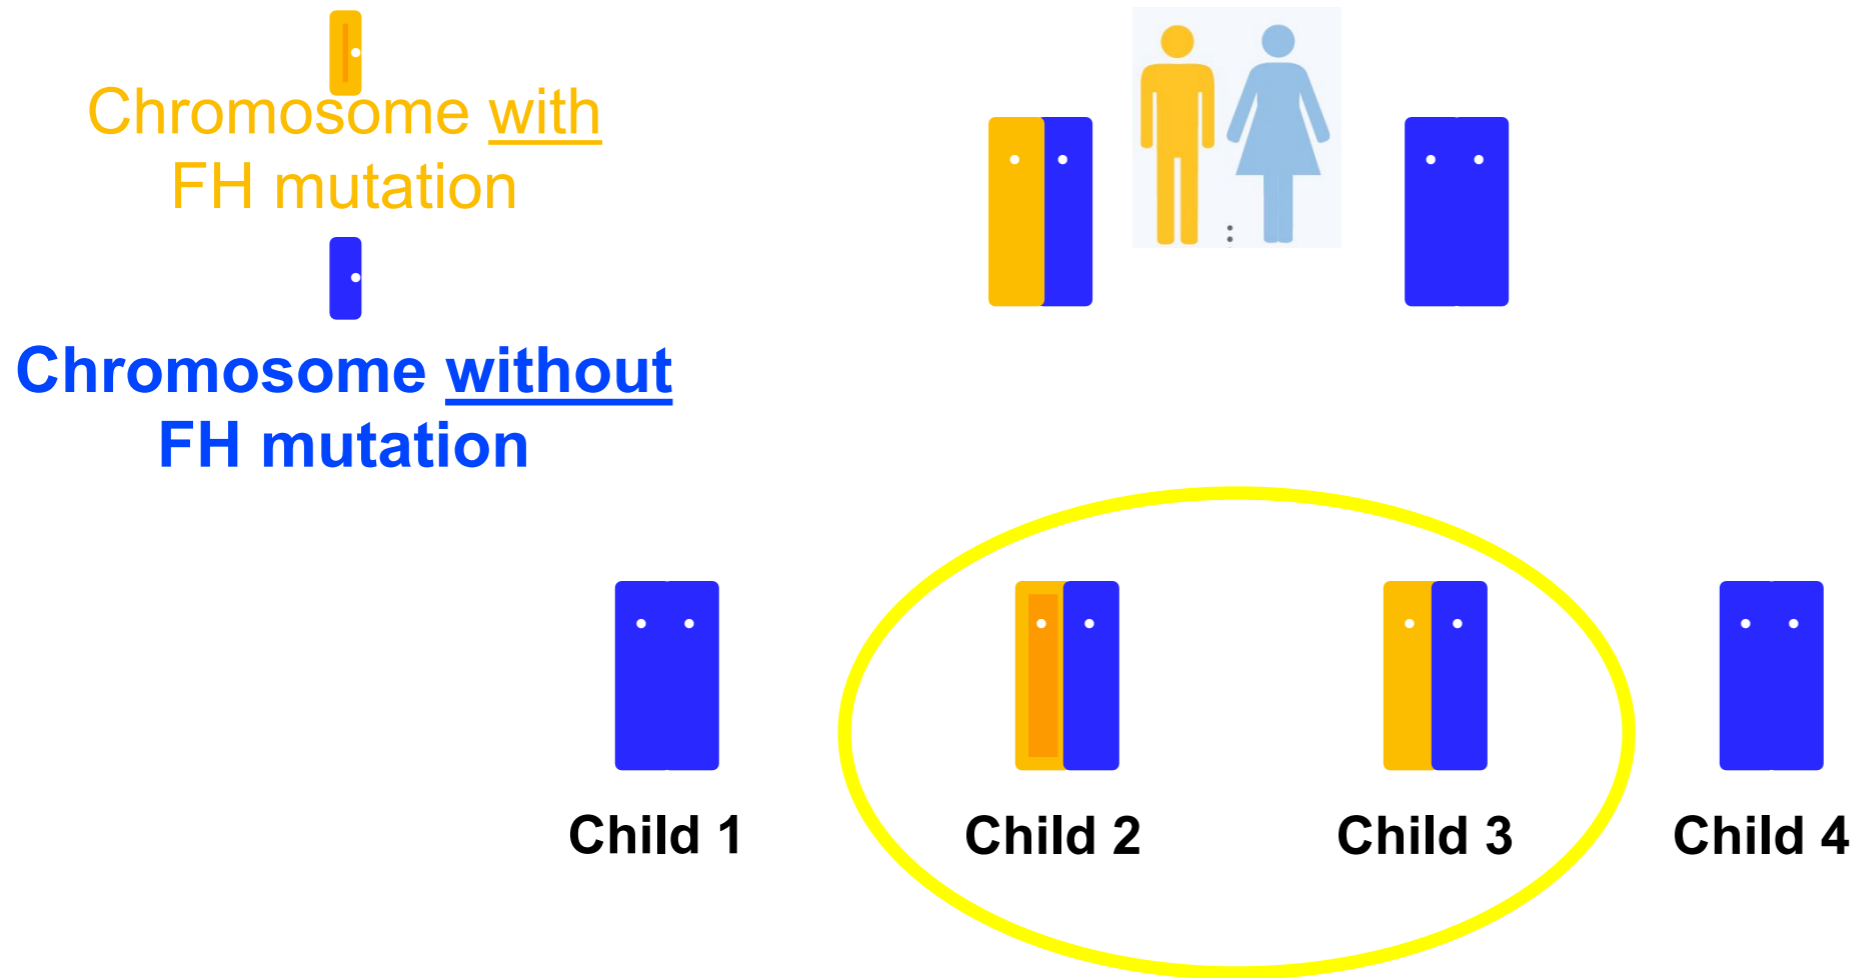 Chromosome with
FH mutation
Chromosome without
FH mutation
Child 1
Child 2
Child 3
Child 4